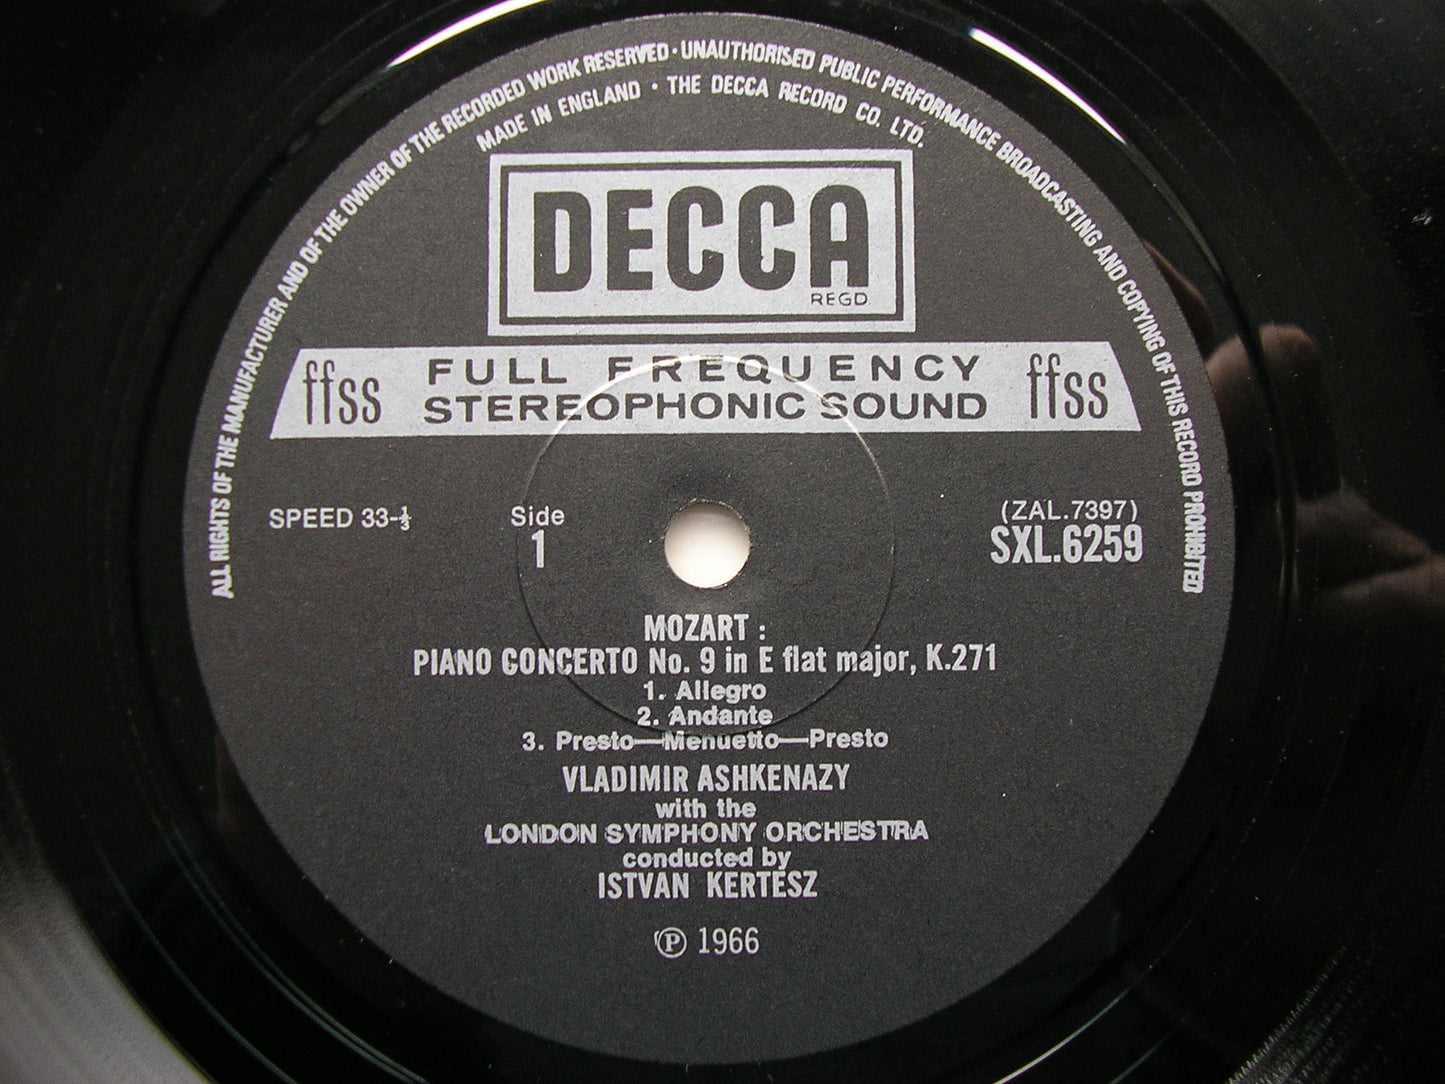 ALL RIGHTS OF THE MANUFACTURER AND OF THE OWNER OF THE RECORDED WORK RESERVED · UNAUTHORISED PUBLIC PERFORMANCE BROADCASTING AND COPYING OF THIS RECORD PROHIBITED
MADE IN ENGLAND · THE DECCA RECORD CO. LTD.
DECCA
REGD
ffss FULL FREQUENCY STEREOPHONIC SOUND ffss
SPEED 33-⅓
Side
1
(ZAL.7397)
SXL.6259
MOZART :
PIANO CONCERTO No. 9 in E flat major, K.271
1. Allegro
2. Andante
3. Presto—Menuetto—Presto
VLADIMIR ASHKENAZY
with the
LONDON SYMPHONY ORCHESTRA
conducted by
ISTVAN KERTESZ
℗ 1966